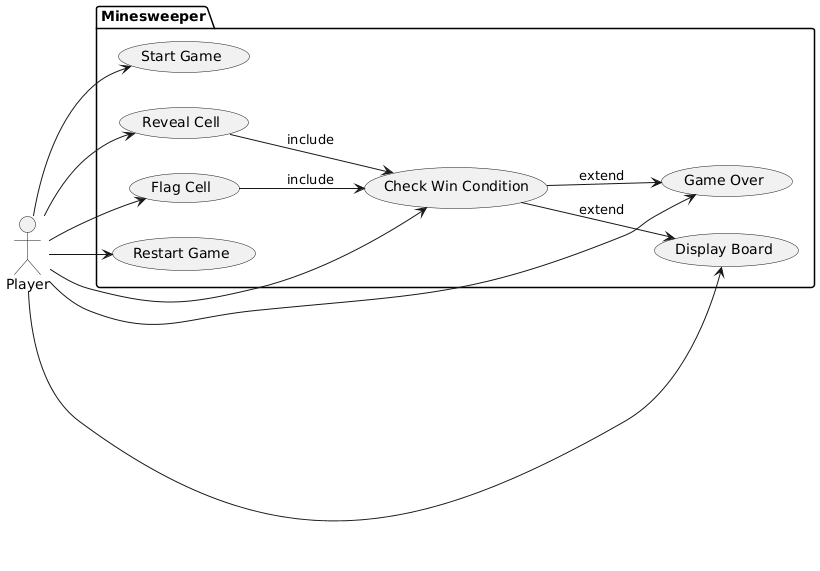 Minesweeper
Start Game
Reveal Cell
include
Flag Cell
include
Check Win Condition
extend
Game Over
extend
Restart Game
Display Board
Player